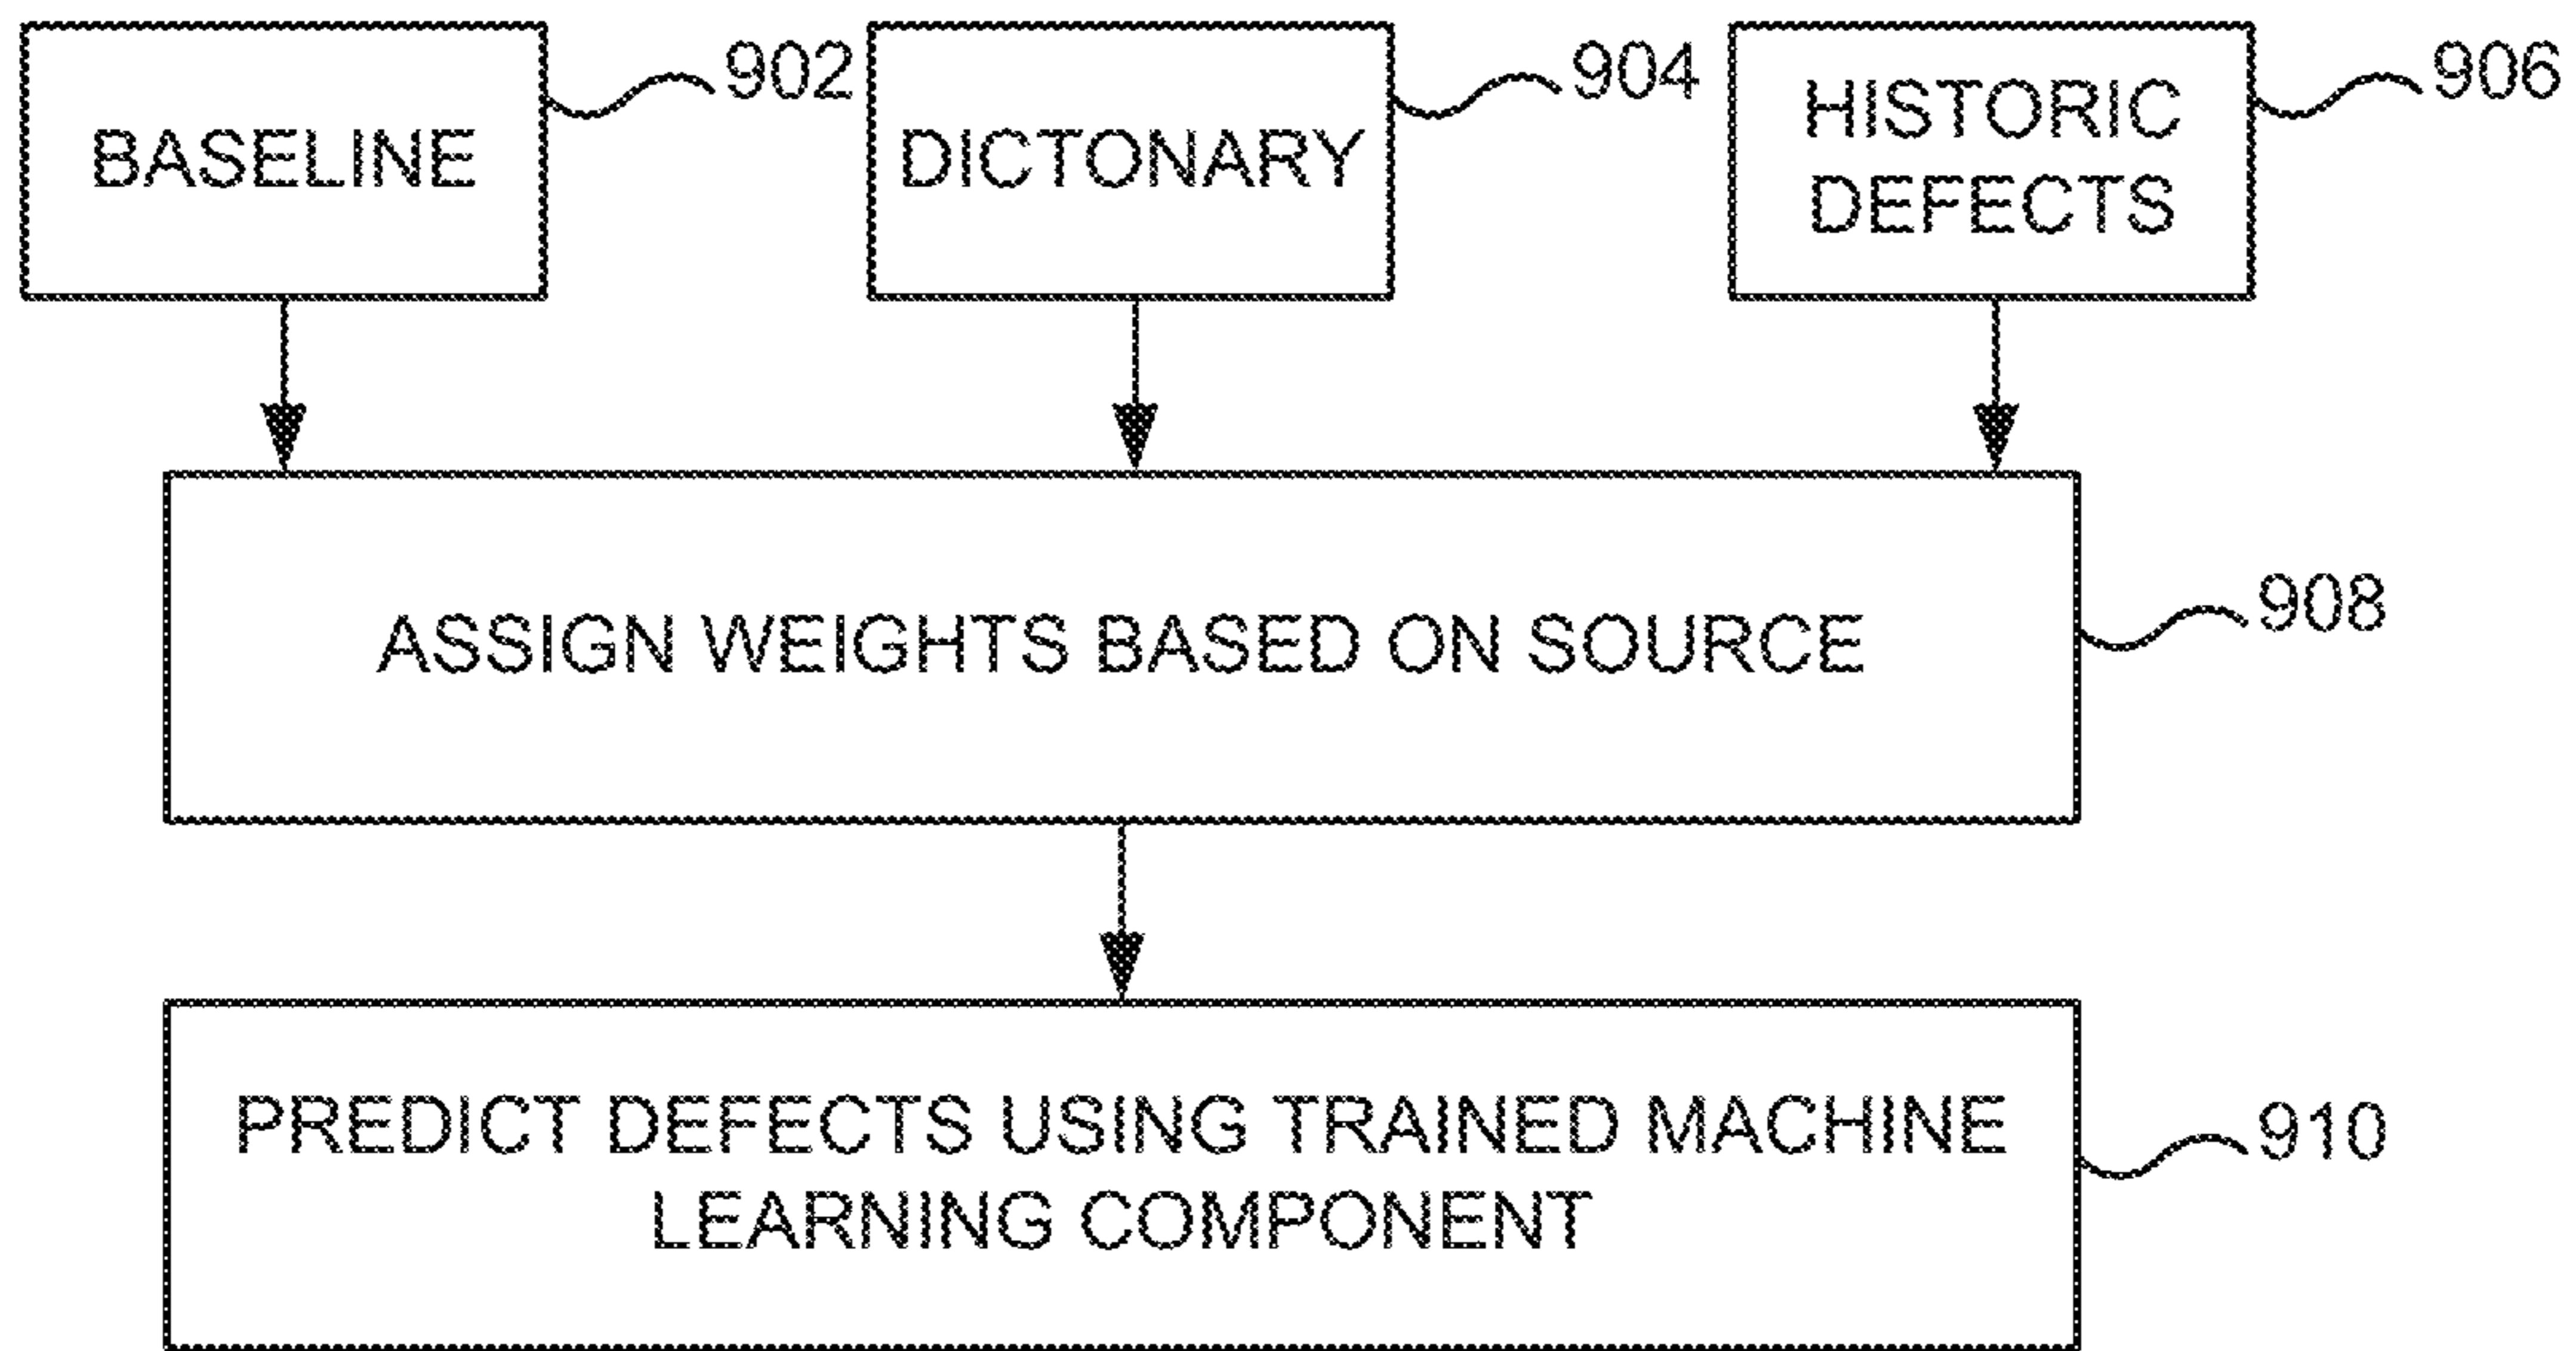 BASELINE
902
DICTONARY
904
HISTORIC
DEFECTS
906
ASSIGN WEIGHTS BASED ON SOURCE
908
PREDICT DEFECTS USING TRAINED MACHINE
LEARNING COMPONENT
910